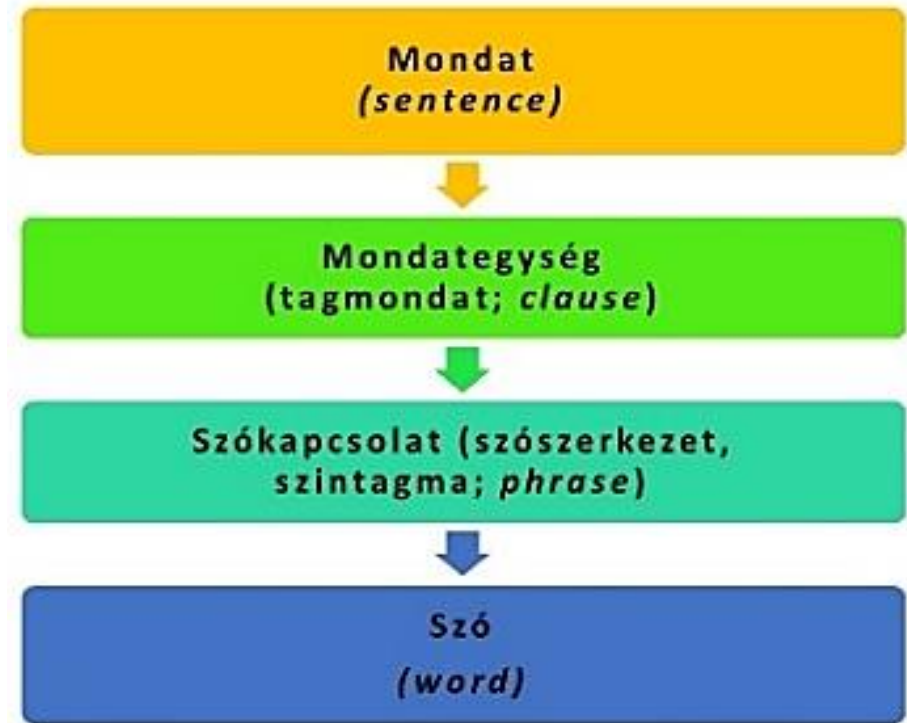 Mondat
(sentence)
Mondategység
(tagmondat; clause)
Szókapcsolat (szószerkezet,
szintagma; phrase)
Szó
(word)